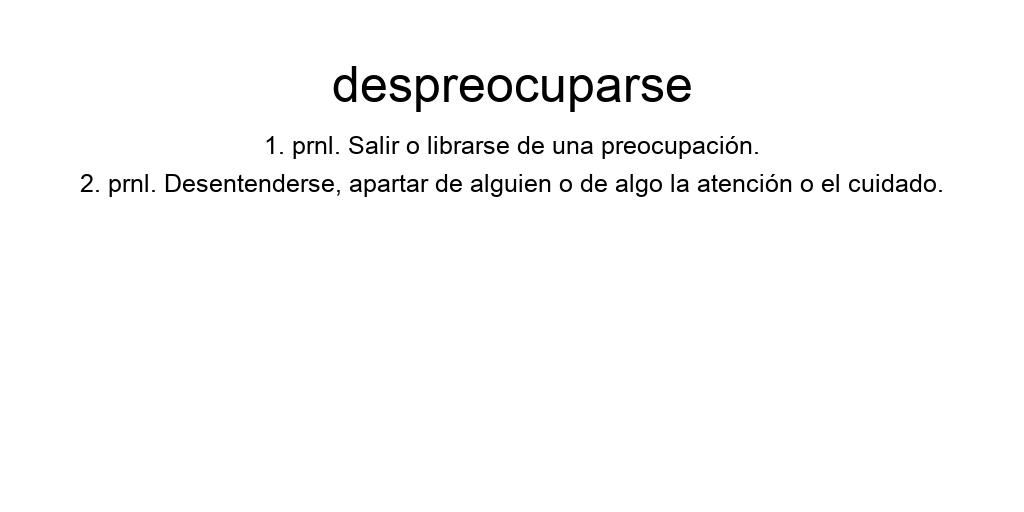 despreocuparse
1. prnl. Salir o librarse de una preocupación.
2. prnl. Desentenderse, apartar de alguien o de algo la atención o el cuidado.